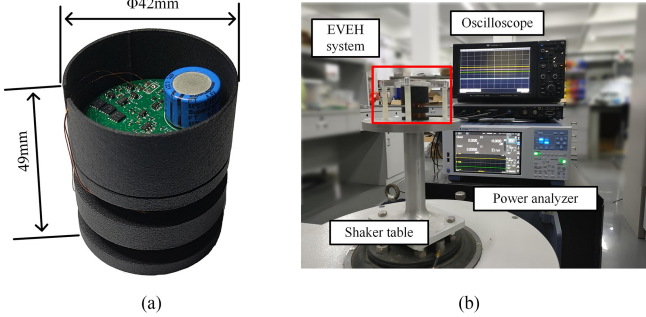 Φ42mm
49mm
EVEH
system
Oscilloscope
Power analyzer
Shaker table
(a)
(b)